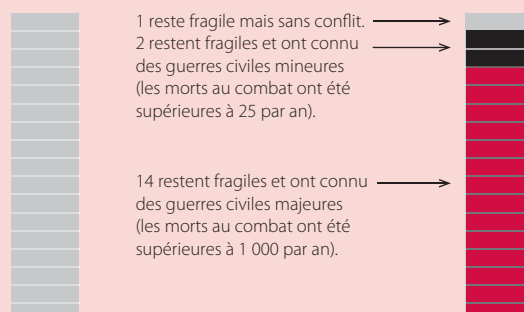 1 reste fragile mais sans conflit.
2 restent fragiles et ont connu
des guerres civiles mineures
(les morts au combat ont été
supérieures à 25 par an).
14 restent fragiles et ont connu
des guerres civiles majeures
(les morts au combat ont été
supérieures à 1 000 par an).